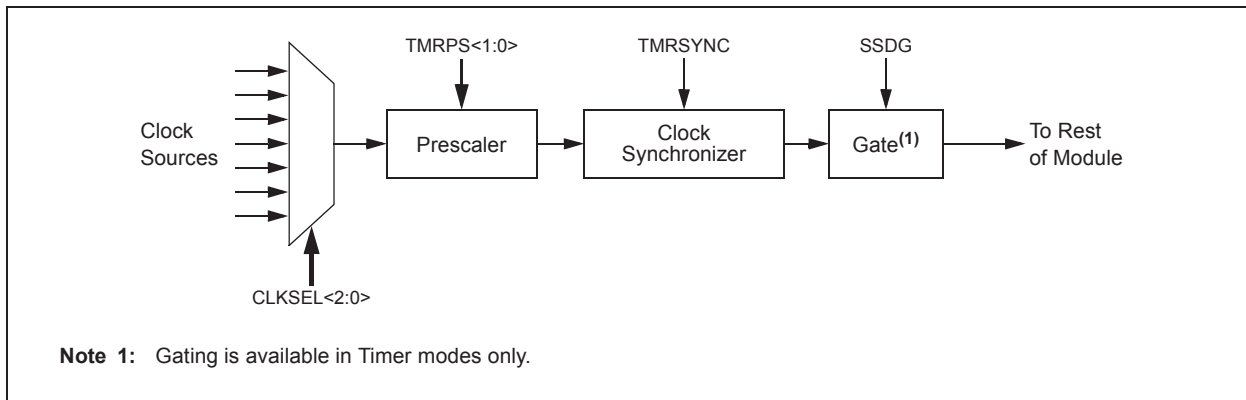 TMRPS<1:0>
TMRSYNC
SSDG
Clock
Sources
Prescaler
Clock
Synchronizer
Gate(1)
To Rest
of Module
CLKSEL<2:0>
Note 1: Gating is available in Timer modes only.